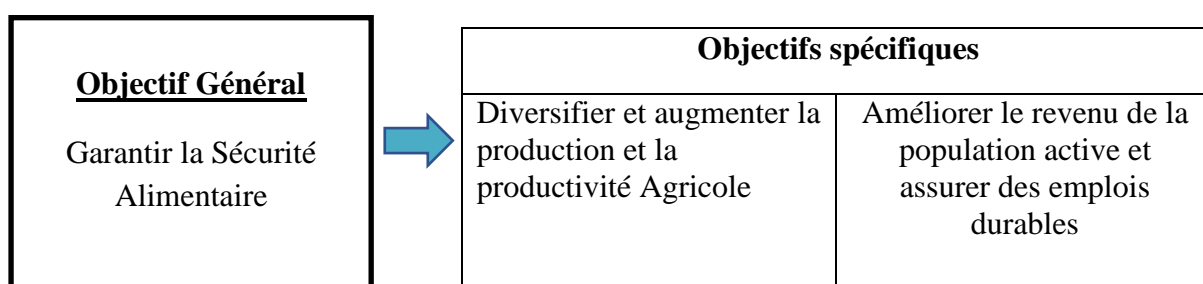 Objectif Général
Garantir la Sécurité
Alimentaire
Objectifs spécifiques
Diversifier et augmenter la
production et la
productivité Agricole
Améliorer le revenu de la
population active et
assurer des emplois
durables